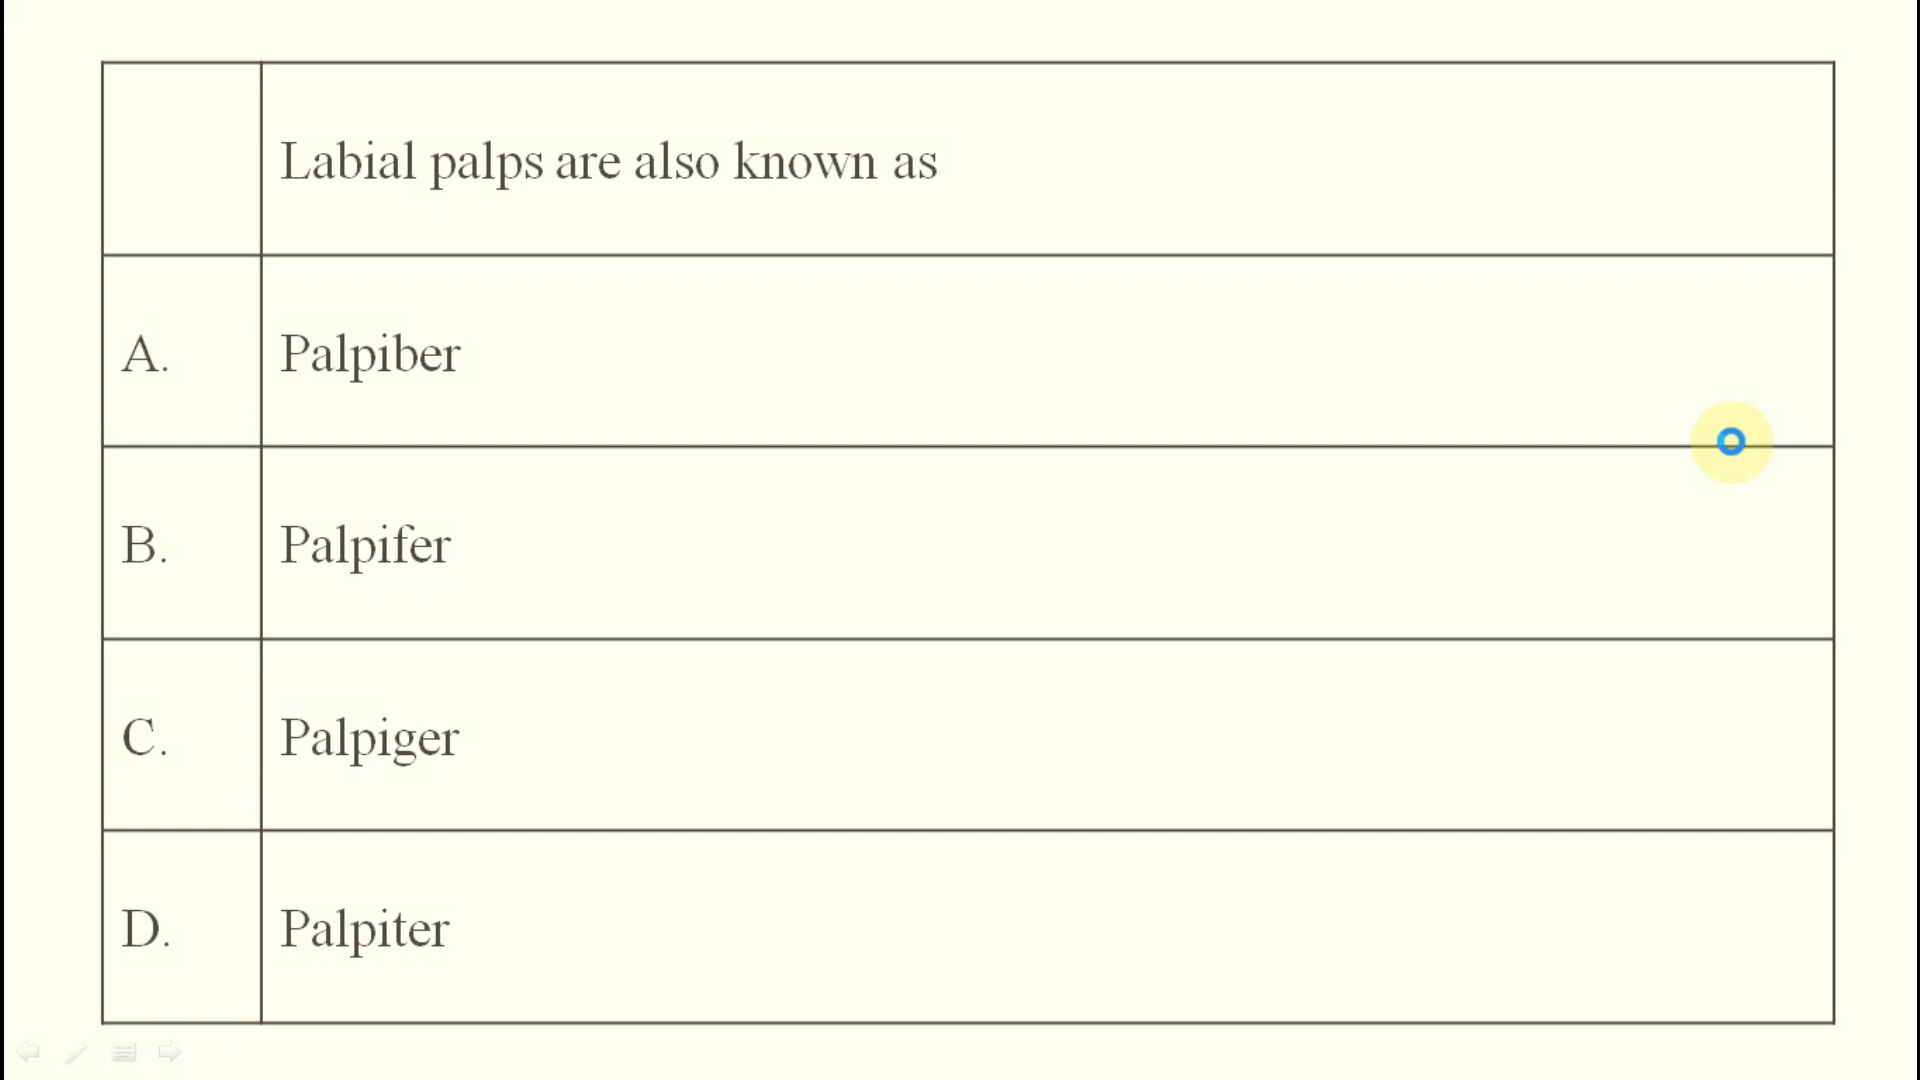 Labial palps are also known as
A. Palpiber
B. Palpifer
C. Palpiger
D. Palpiter